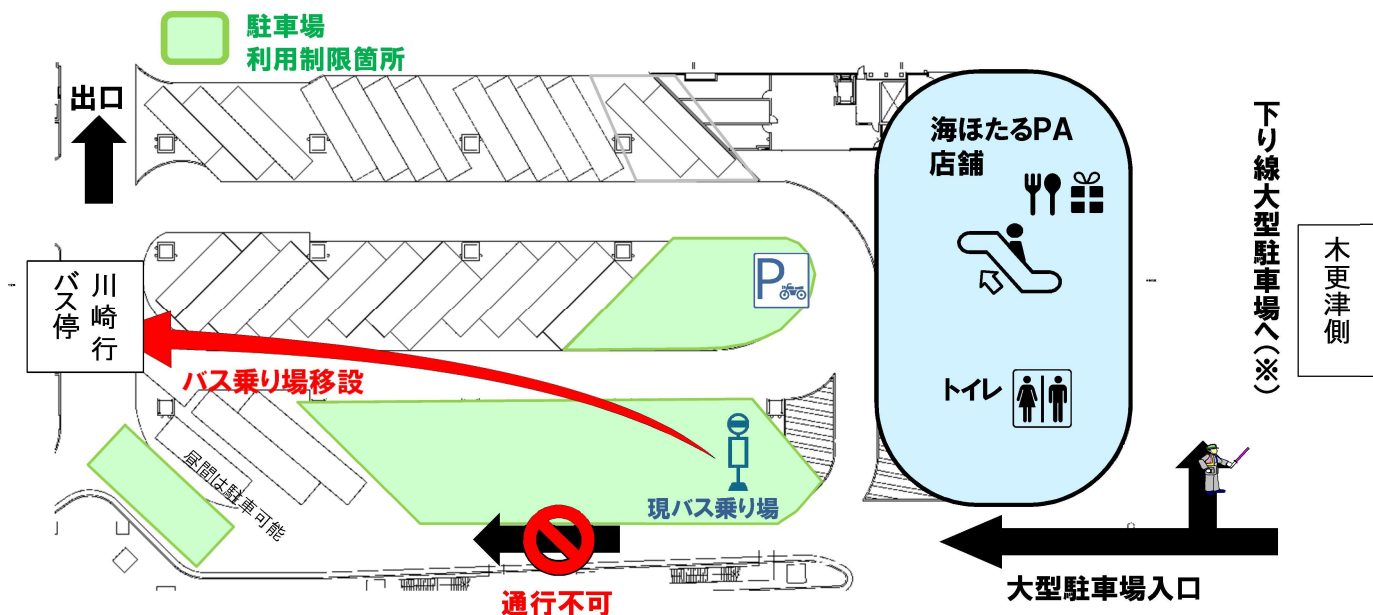 駐車場
利用制限箇所
出口
海ほたるPA
店舗
下り線大型駐車場へ(※)
木更津側
川崎行
バス停
P
バス乗り場移設
トイレ
昼間は駐車可能
現バス乗り場
通行不可
大型駐車場入口